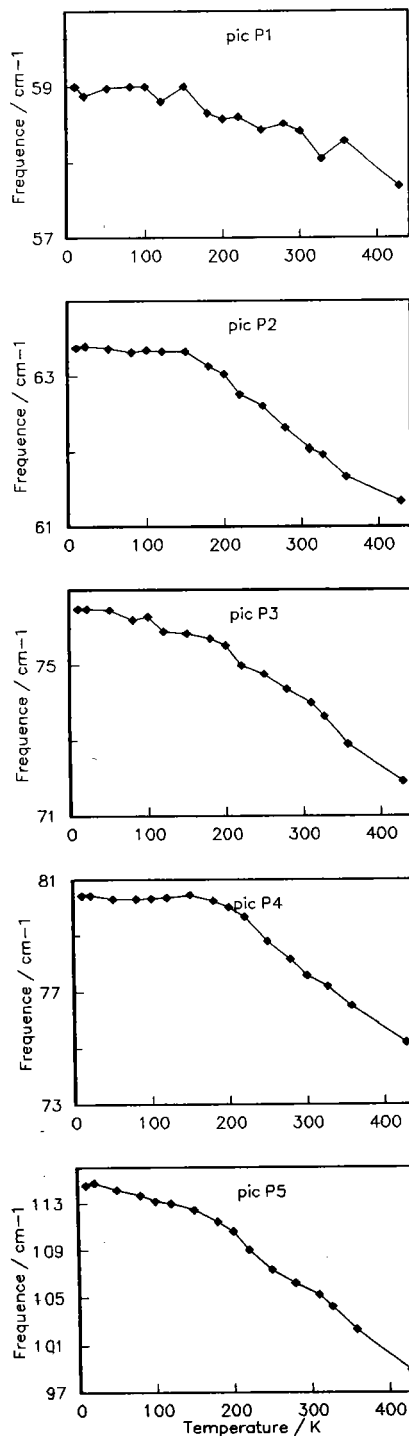 pic P1
59
57
Frequence / cm-1
0 100 200 300 400
pic P2
63
61
Frequence / cm-1
0 100 200 300 400
pic P3
75
71
Frequence / cm-1
0 100 200 300 400
pic P4
81
77
73
Frequence / cm-1
0 100 200 300 400
pic P5
113
109
105
101
97
Frequence / cm-1
0 100 200 300 400
Temperature / K